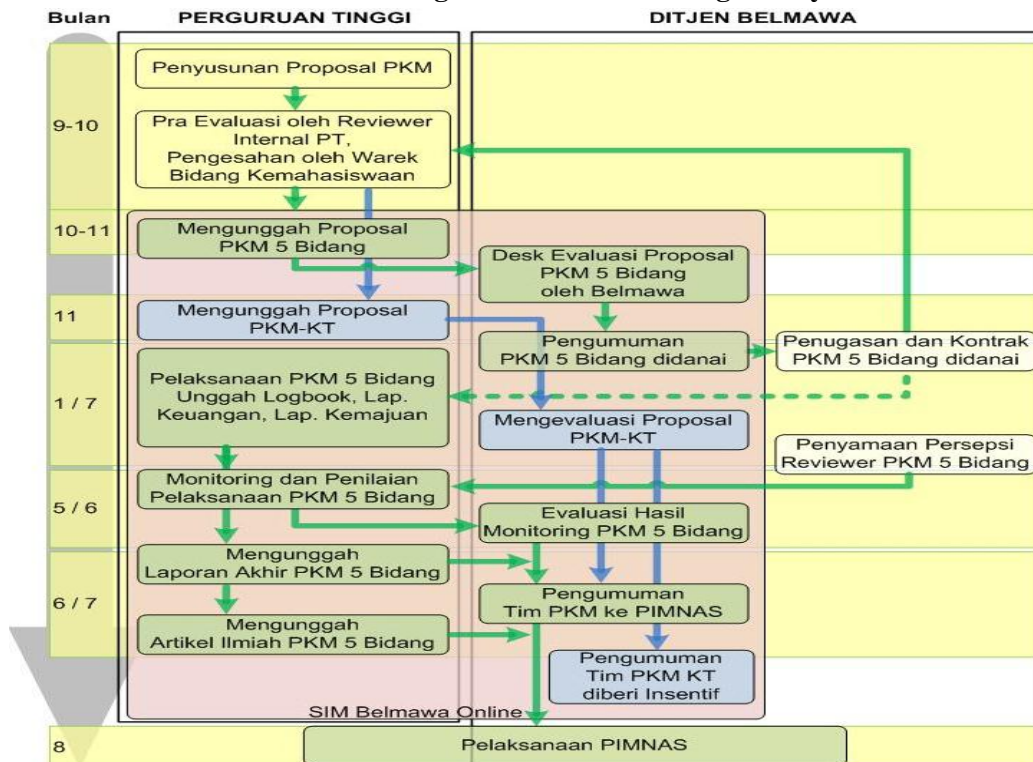 Bulan
PERGURUAN TINGGI
DITJEN BELMAWA
9-10
Penyusunan Proposal PKM
Pra Evaluasi oleh Reviewer
Internal PT,
Pengesahan oleh Warek
Bidang Kemahasiswaan
10-11
Mengunggah Proposal
PKM 5 Bidang
Desk Evaluasi Proposal
PKM 5 Bidang
oleh Belmawa
11
Mengunggah Proposal
PKM-KT
Pengumuman
PKM 5 Bidang didanai
Penugasan dan Kontrak
PKM 5 Bidang didanai
1 / 7
Pelaksanaan PKM 5 Bidang
Unggah Logbook, Lap.
Keuangan, Lap. Kemajuan
Mengevaluasi Proposal
PKM-KT
Penyamaan Persepsi
Reviewer PKM 5 Bidang
5 / 6
Monitoring dan Penilaian
Pelaksanaan PKM 5 Bidang
Evaluasi Hasil
Monitoring PKM 5 Bidang
6 / 7
Mengunggah
Laporan Akhir PKM 5 Bidang
Pengumuman
Tim PKM ke PIMNAS
Mengunggah
Artikel Ilmiah PKM 5 Bidang
Pengumuman
Tim PKM KT
diberi Insentif
SIM Belmawa Online
8
Pelaksanaan PIMNAS